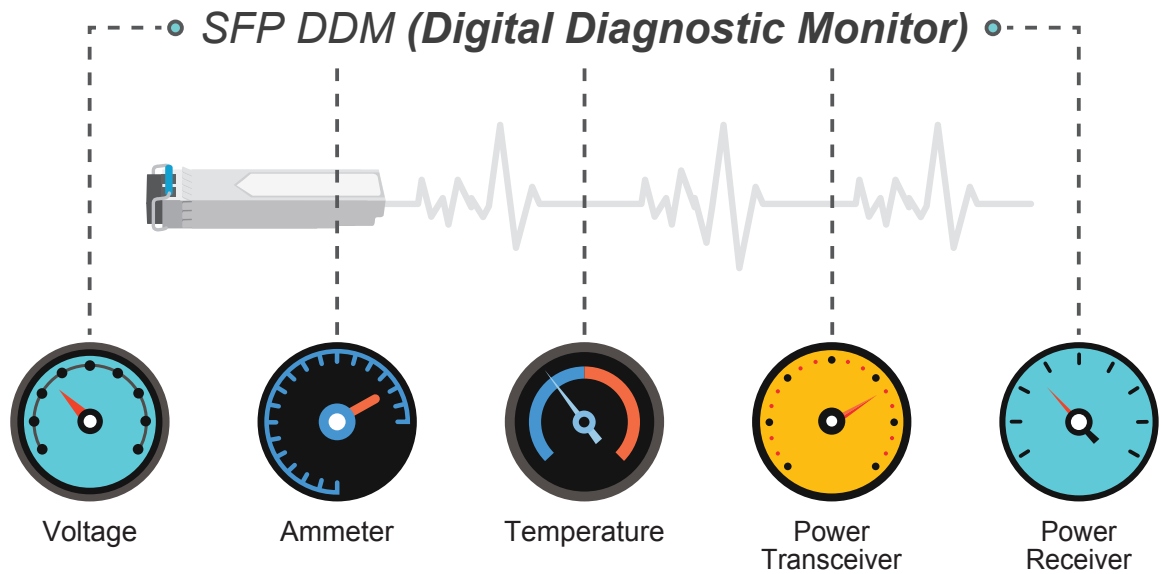 SFP DDM (Digital Diagnostic Monitor)
Voltage
Ammeter
Temperature
Power
Transceiver
Power
Receiver